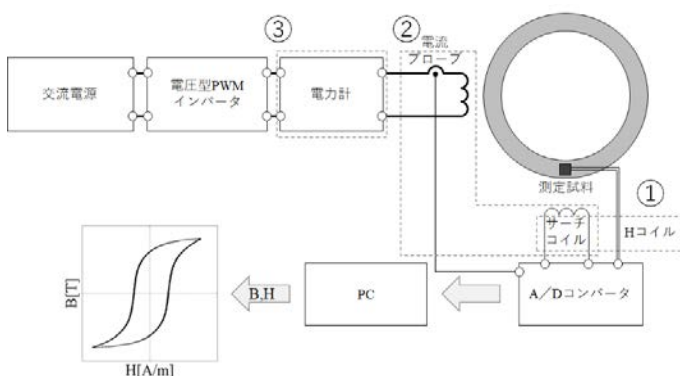 ③
②
電流
プローブ
交流電源
電圧型PWM
インバータ
電力計
測定試料
①
サーチ
コイル
Hコイル
A／Dコンバータ
PC
B,H
B[T]
H[A/m]